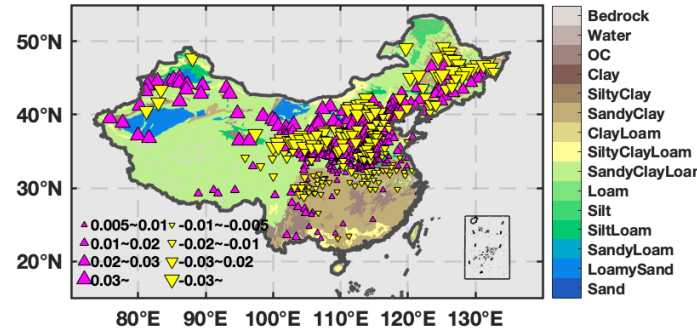 50°N
40°N
30°N
20°N
80°E 90°E 100°E 110°E 120°E 130°E
0.005~0.01 -0.01~-0.005
0.01~0.02 -0.02~-0.01
0.02~0.03 -0.03~0.02
0.03~ -0.03~
Bedrock
Water
OC
Clay
SiltyClay
SandyClay
ClayLoam
SiltyClayLoam
SandyClayLoam
Loam
Silt
SiltLoam
SandyLoam
LoamySand
Sand